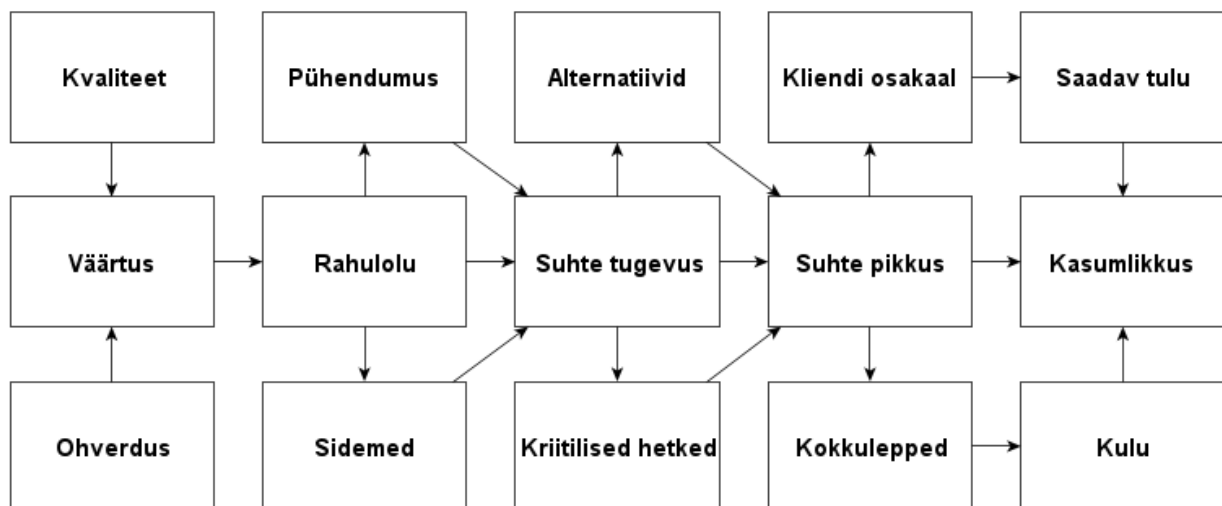 Kvaliteet
Pühendumus
Alternatiivid
Kliendi osakaal
Saadav tulu
Väärtus
Rahulolu
Suhte tugevus
Suhte pikkus
Kasumlikkus
Ohverdus
Sidemed
Kriitilised hetked
Kokkulepped
Kulu